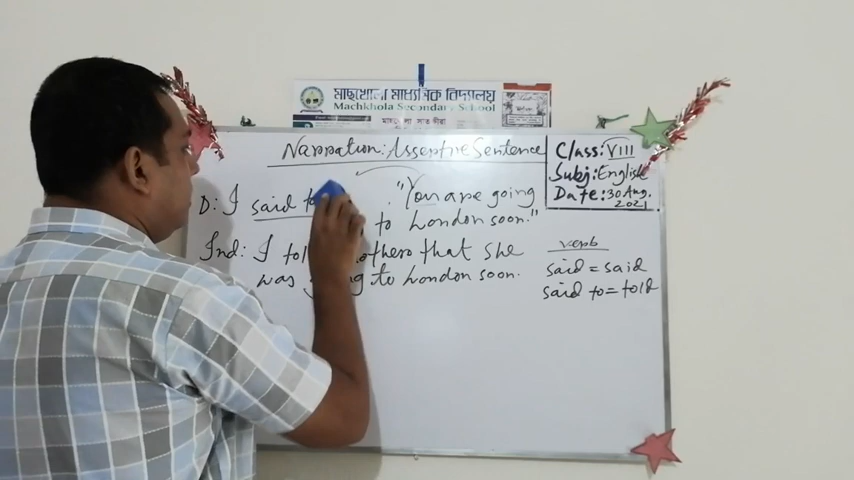 মাছখোলা মাধ্যমিক বিদ্যালয়
Machkhola Secondary School
Narration: Assertive Sentence
Class: VIII
Subj: English
Date: 30 Aug. 2021
D: I said to "You are going
to London soon."
Ind: I that she
was to London soon.
verb
said = said
said to = told